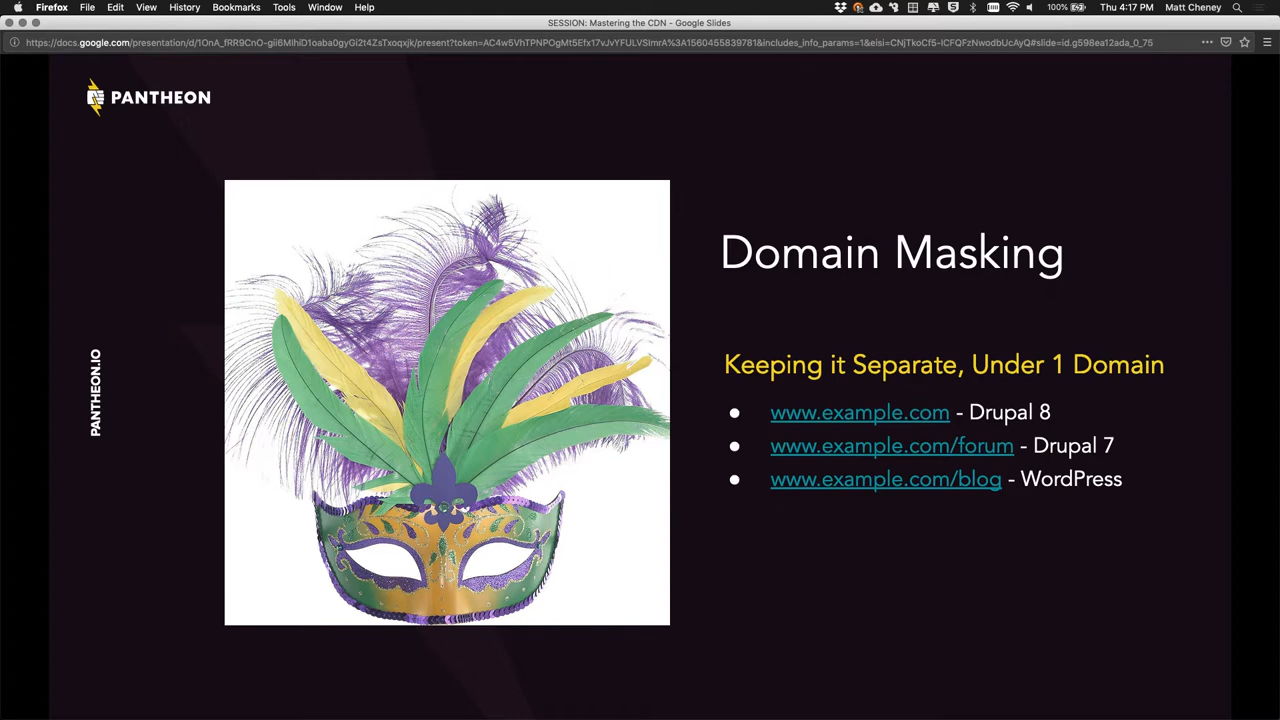 Firefox File Edit View History Bookmarks Tools Window Help 100% Thu 4:17 PM Matt Cheney
SESSION: Mastering the CDN - Google Slides
PANTHEON
Domain Masking
Keeping it Separate, Under 1 Domain
● www.example.com - Drupal 8
● www.example.com/forum - Drupal 7
● www.example.com/blog - WordPress
PANTHEON.IO